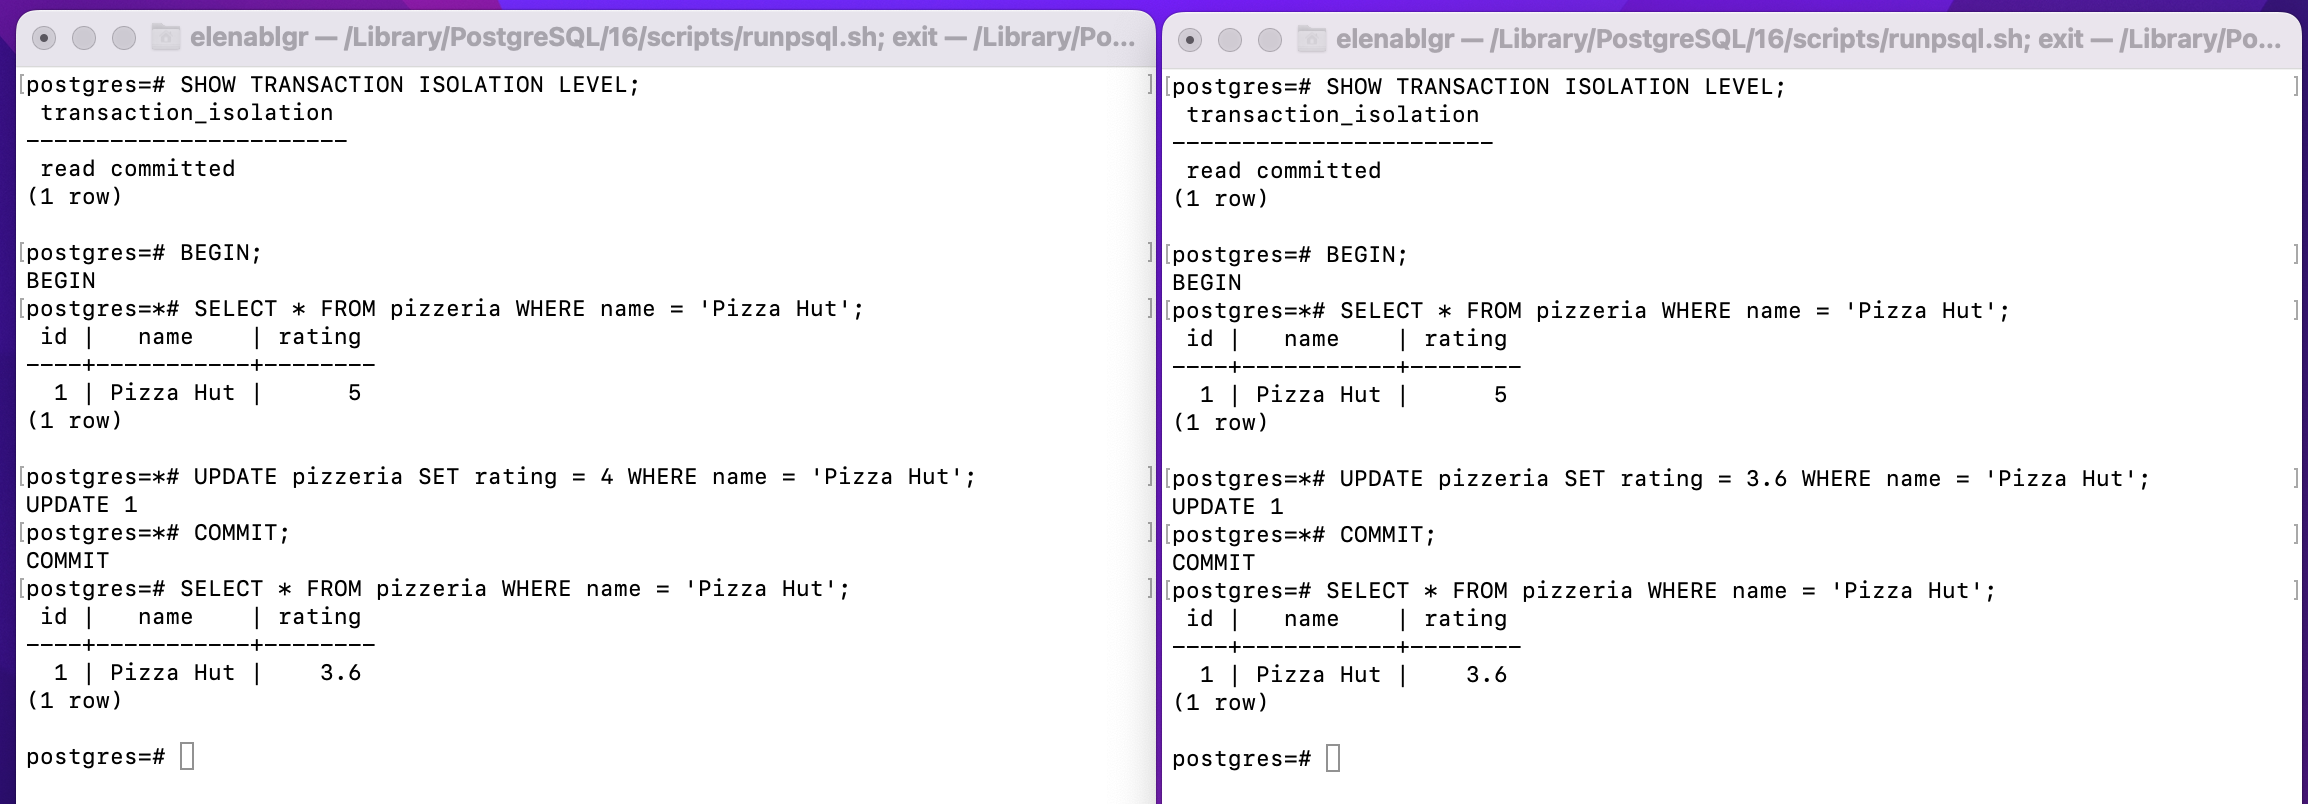 elenablgr — /Library/PostgreSQL/16/scripts/runpsql.sh; exit — /Library/Po...
[postgres=# SHOW TRANSACTION ISOLATION LEVEL; ]
 transaction_isolation
-----------------------
 read committed
(1 row)

[postgres=# BEGIN; ]
BEGIN
[postgres=*# SELECT * FROM pizzeria WHERE name = 'Pizza Hut'; ]
 id |   name    | rating
----+-----------+--------
  1 | Pizza Hut |      5
(1 row)

[postgres=*# UPDATE pizzeria SET rating = 4 WHERE name = 'Pizza Hut'; ]
UPDATE 1
[postgres=*# COMMIT; ]
COMMIT
[postgres=# SELECT * FROM pizzeria WHERE name = 'Pizza Hut'; ]
 id |   name    | rating
----+-----------+--------
  1 | Pizza Hut |    3.6
(1 row)

postgres=#
elenablgr — /Library/PostgreSQL/16/scripts/runpsql.sh; exit — /Library/Po...
[postgres=# SHOW TRANSACTION ISOLATION LEVEL; ]
 transaction_isolation
-----------------------
 read committed
(1 row)

[postgres=# BEGIN; ]
BEGIN
[postgres=*# SELECT * FROM pizzeria WHERE name = 'Pizza Hut'; ]
 id |   name    | rating
----+-----------+--------
  1 | Pizza Hut |      5
(1 row)

[postgres=*# UPDATE pizzeria SET rating = 3.6 WHERE name = 'Pizza Hut'; ]
UPDATE 1
[postgres=*# COMMIT; ]
COMMIT
[postgres=# SELECT * FROM pizzeria WHERE name = 'Pizza Hut'; ]
 id |   name    | rating
----+-----------+--------
  1 | Pizza Hut |    3.6
(1 row)

postgres=#